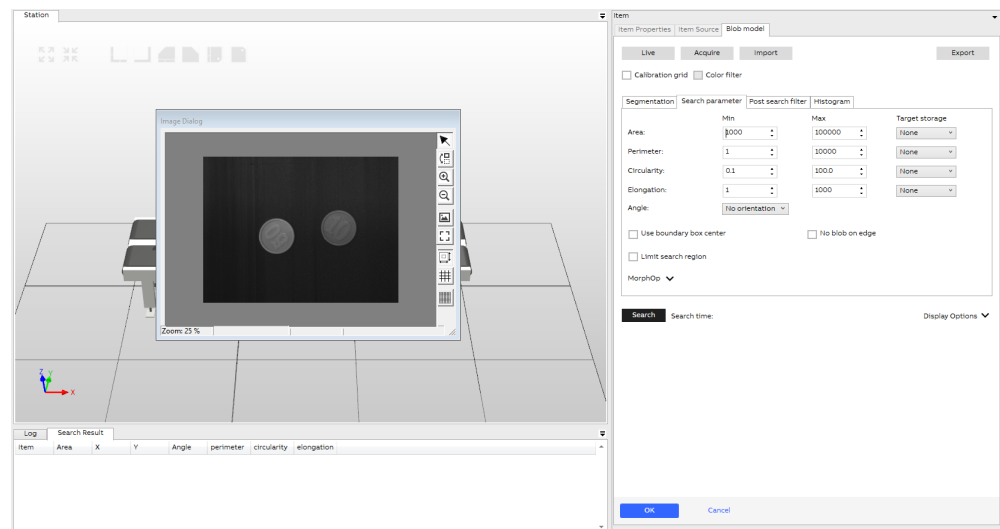 Station
Image Dialog
Zoom: 25 %
Z
Y
X
Log Search Result
Item Area X Y Angle perimeter circularity elongation
Item
Item Properties Item Source Blob model
Live Acquire Import Export
Calibration grid Color filter
Segmentation Search parameter Post search filter Histogram
Min Max Target storage
Area: 1000 100000 None
Perimeter: 1 10000 None
Circularity: 0.1 100.0 None
Elongation: 1 1000 None
Angle: No orientation
Use boundary box center No blob on edge
Limit search region
MorphOp
Search Search time: Display Options
OK Cancel